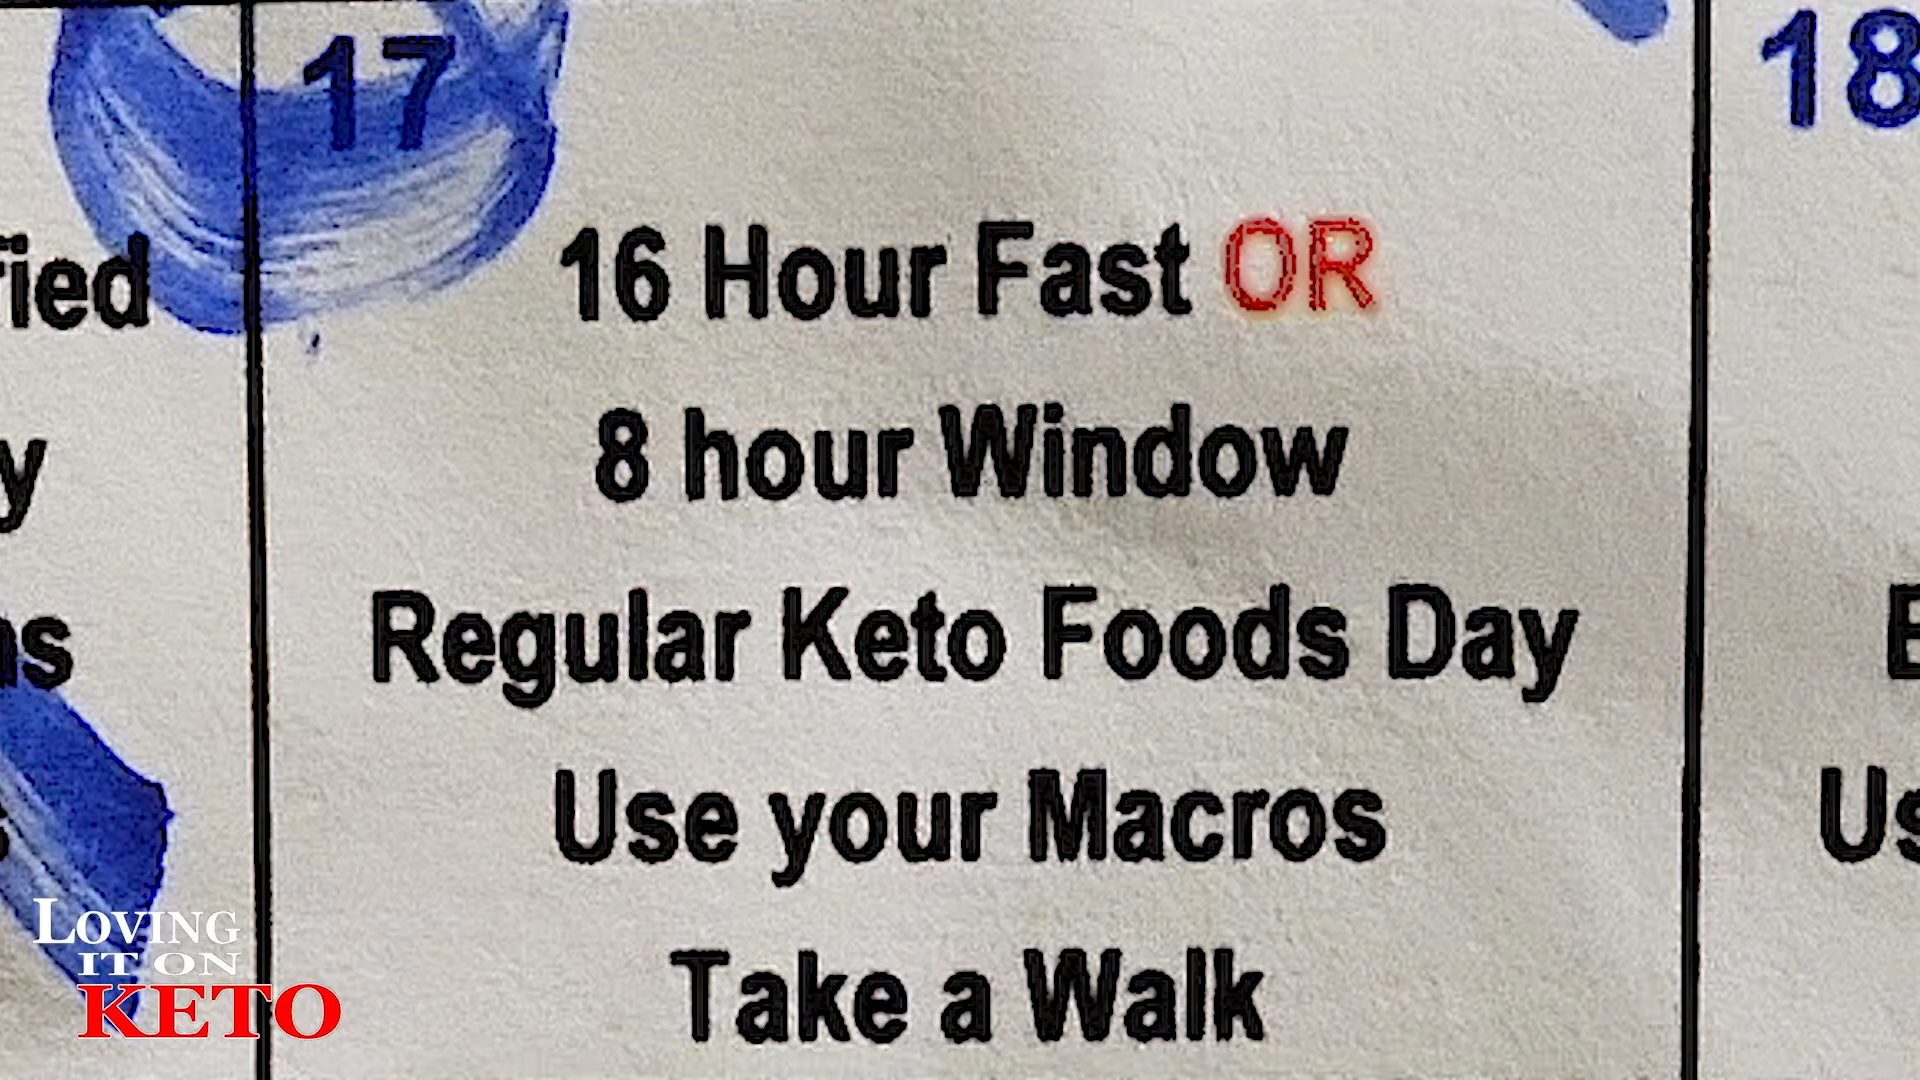 17
18
16 Hour Fast OR
8 hour Window
Regular Keto Foods Day
Use your Macros
Take a Walk
LOVING
IT ON
KETO